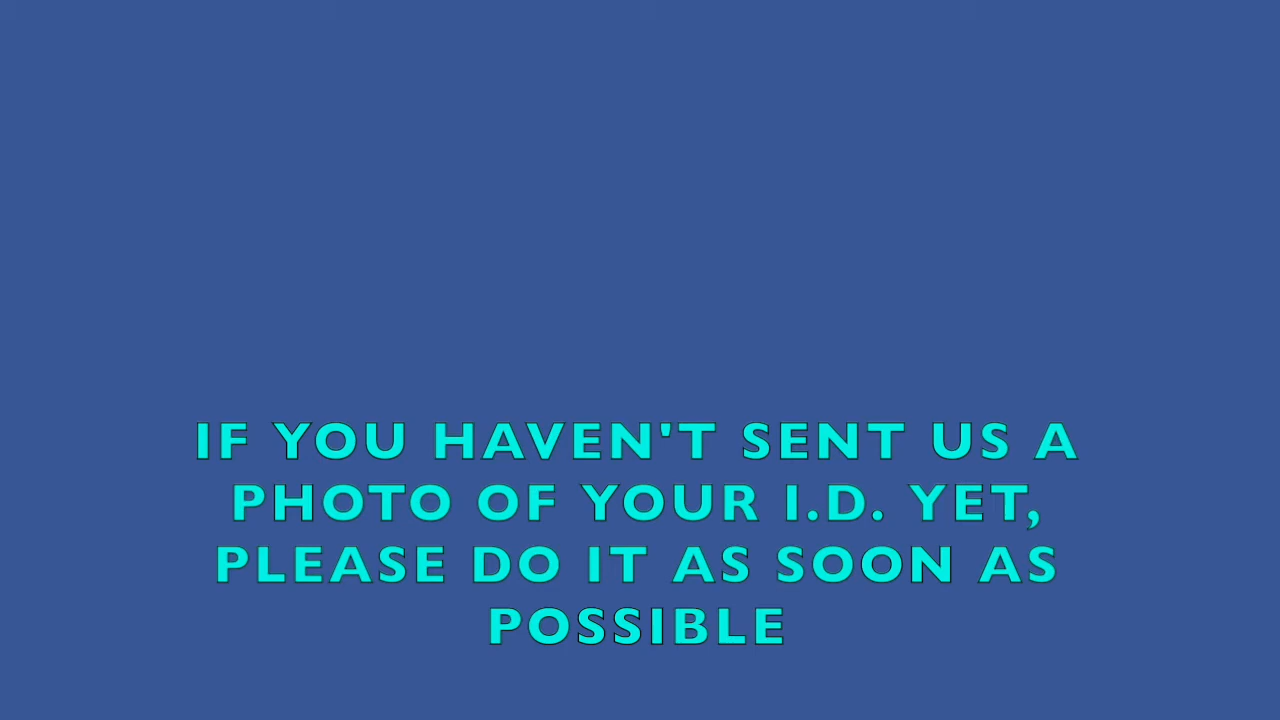 IF YOU HAVEN'T SENT US A
PHOTO OF YOUR I.D. YET,
PLEASE DO IT AS SOON AS
POSSIBLE